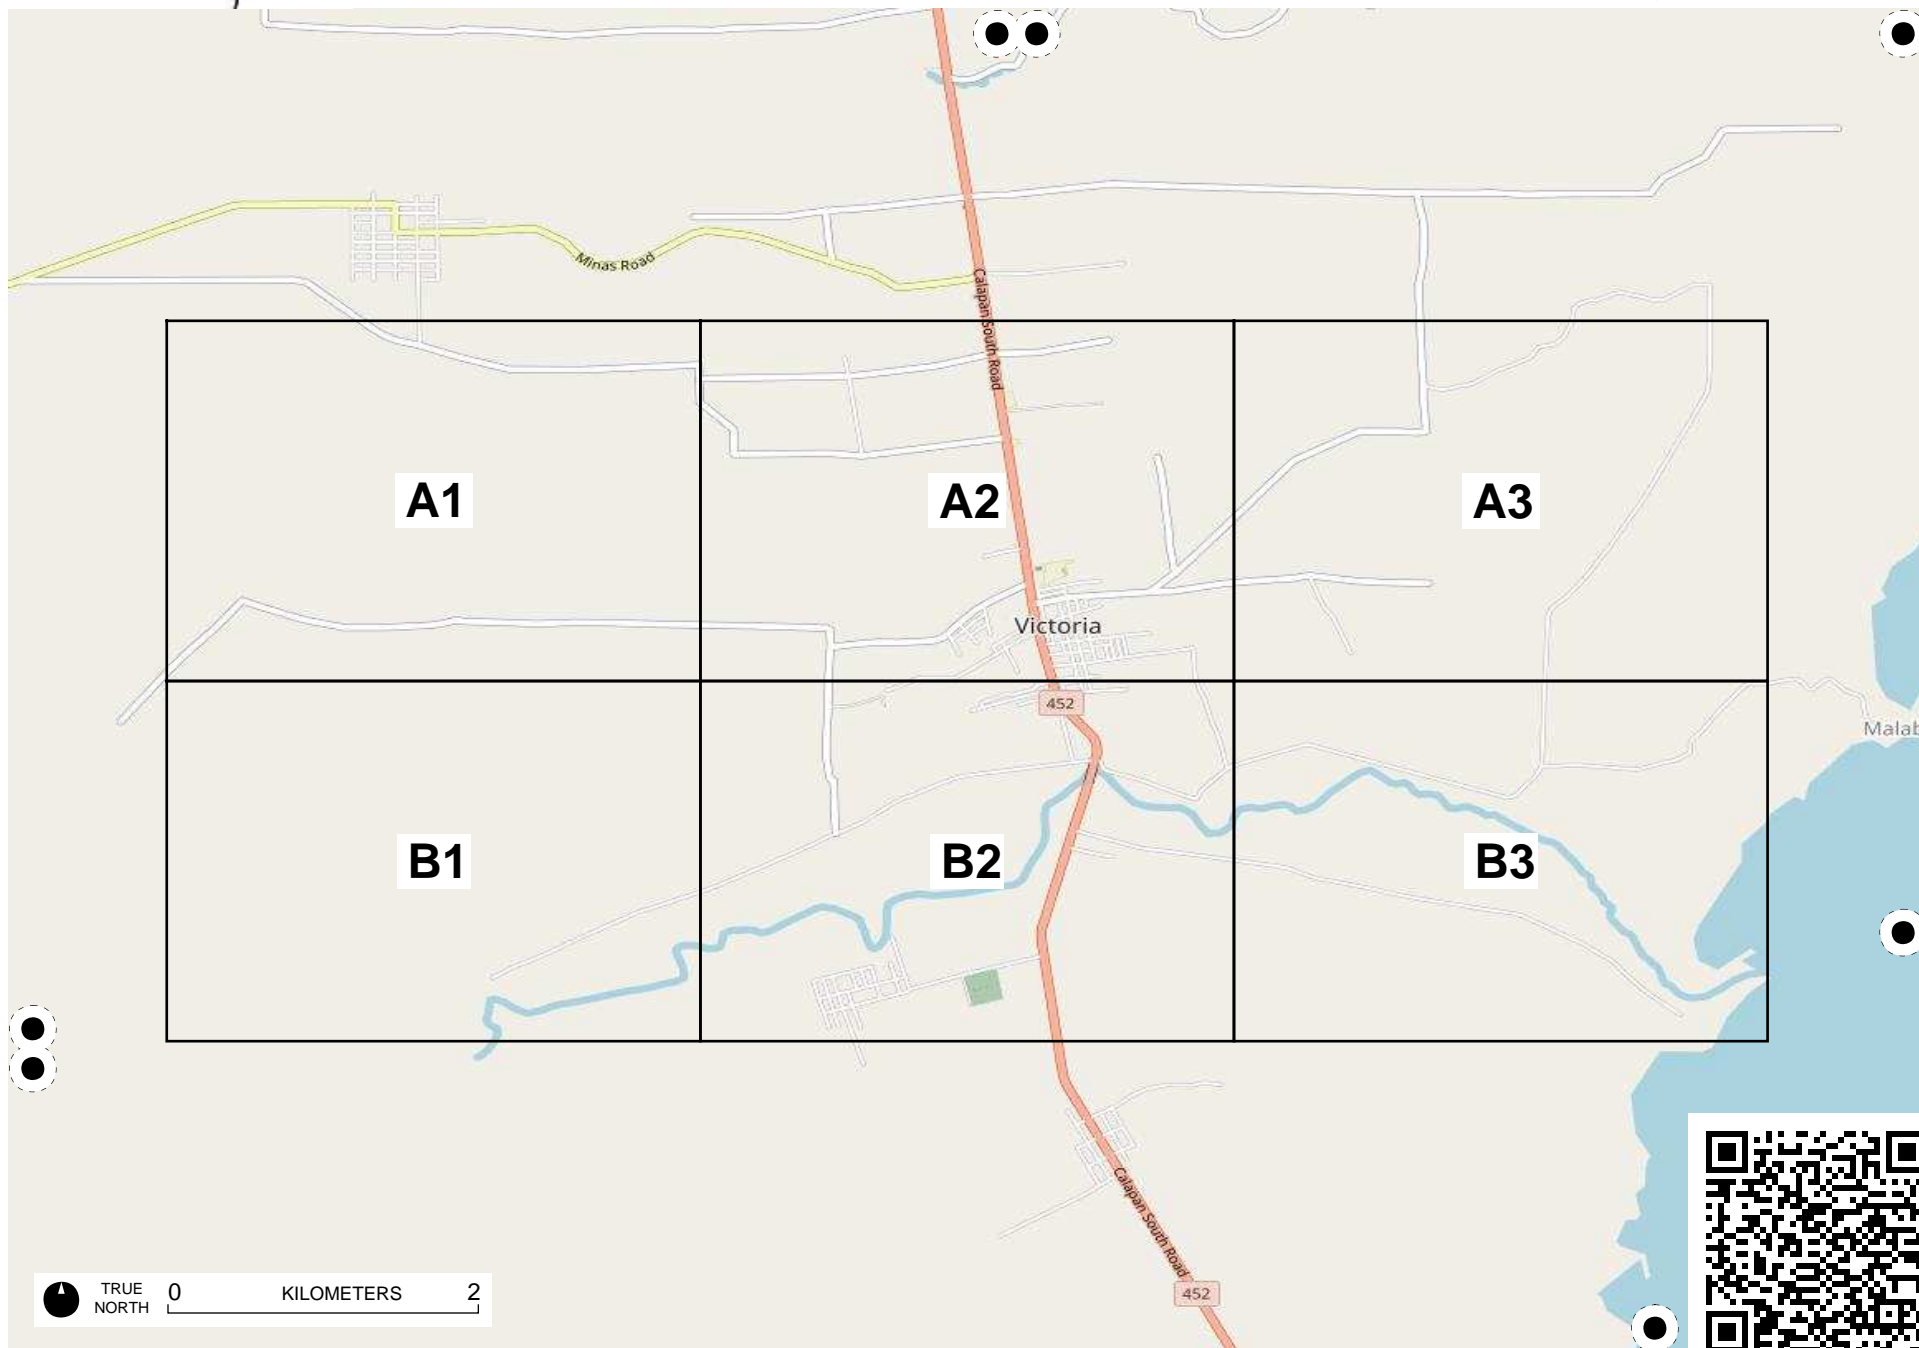 Minas Road
Calapan South Road
A1
A2
A3
Victoria
452
Malab
B1
B2
B3
Calapan South Road
452
TRUE
NORTH
0
KILOMETERS
2